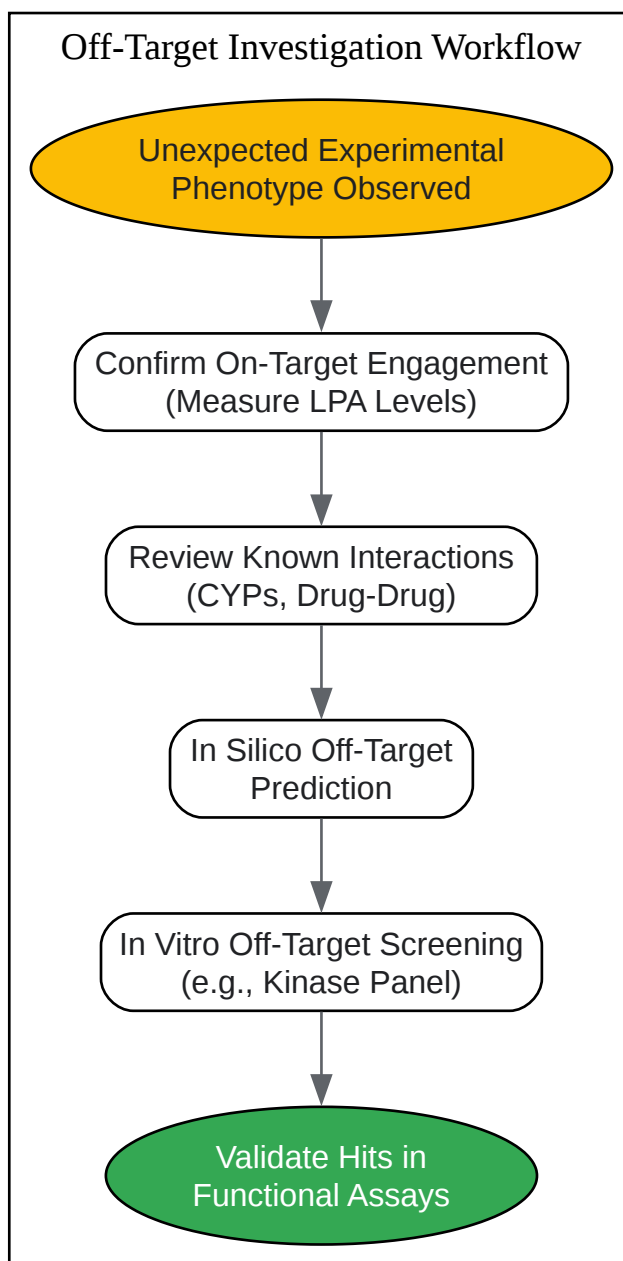 Off-Target Investigation Workflow
Unexpected Experimental
Phenotype Observed
Confirm On-Target Engagement
(Measure LPA Levels)
Review Known Interactions
(CYPs, Drug-Drug)
In Silico Off-Target
Prediction
In Vitro Off-Target Screening
(e.g., Kinase Panel)
Validate Hits in
Functional Assays